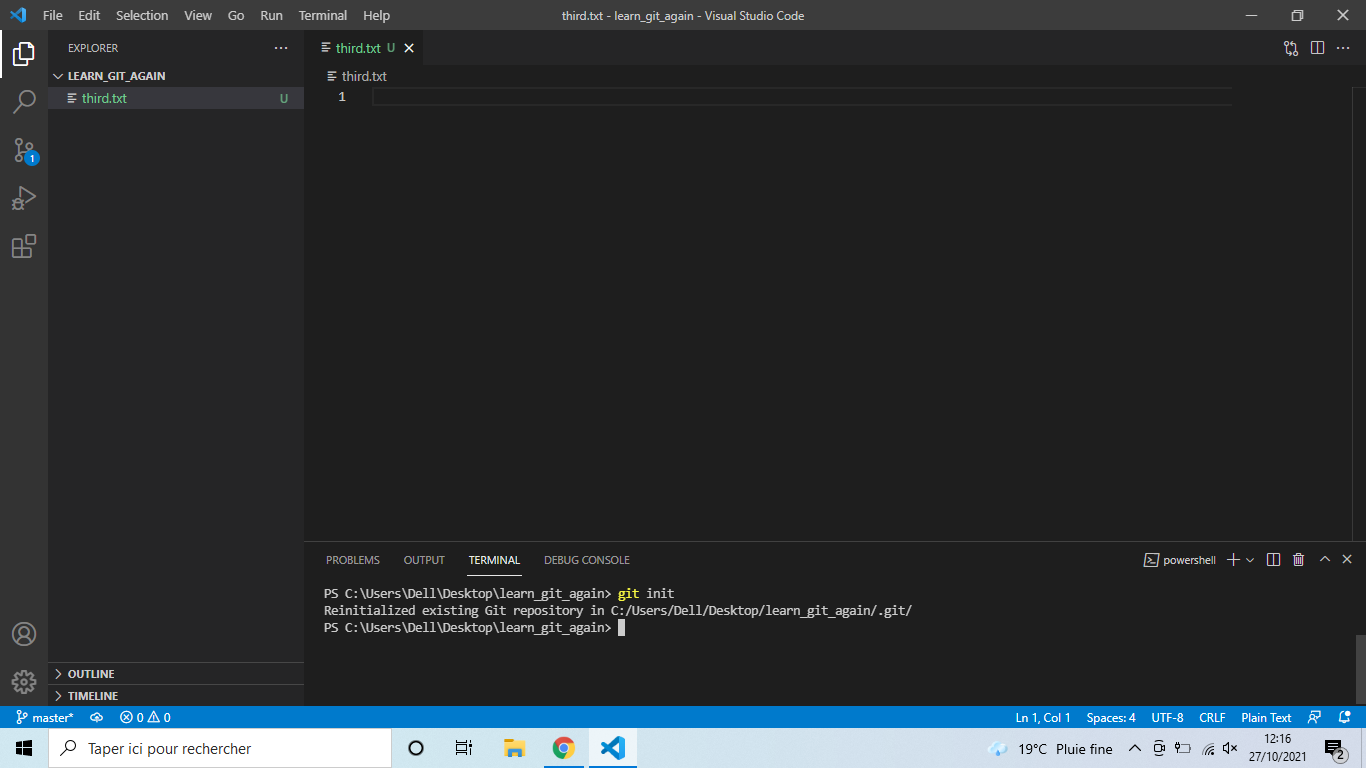 File Edit Selection View Go Run Terminal Help
third.txt - learn_git_again - Visual Studio Code
EXPLORER
LEARN_GIT_AGAIN
third.txt U
1
third.txt U
third.txt
1
PROBLEMS OUTPUT TERMINAL DEBUG CONSOLE
powershell
PS C:\Users\Dell\Desktop\learn_git_again> git init
Reinitialized existing Git repository in C:/Users/Dell/Desktop/learn_git_again/.git/
PS C:\Users\Dell\Desktop\learn_git_again>
OUTLINE
TIMELINE
master* 0 0
Ln 1, Col 1 Spaces: 4 UTF-8 CRLF Plain Text
Taper ici pour rechercher
19°C Pluie fine
12:16
27/10/2021
2